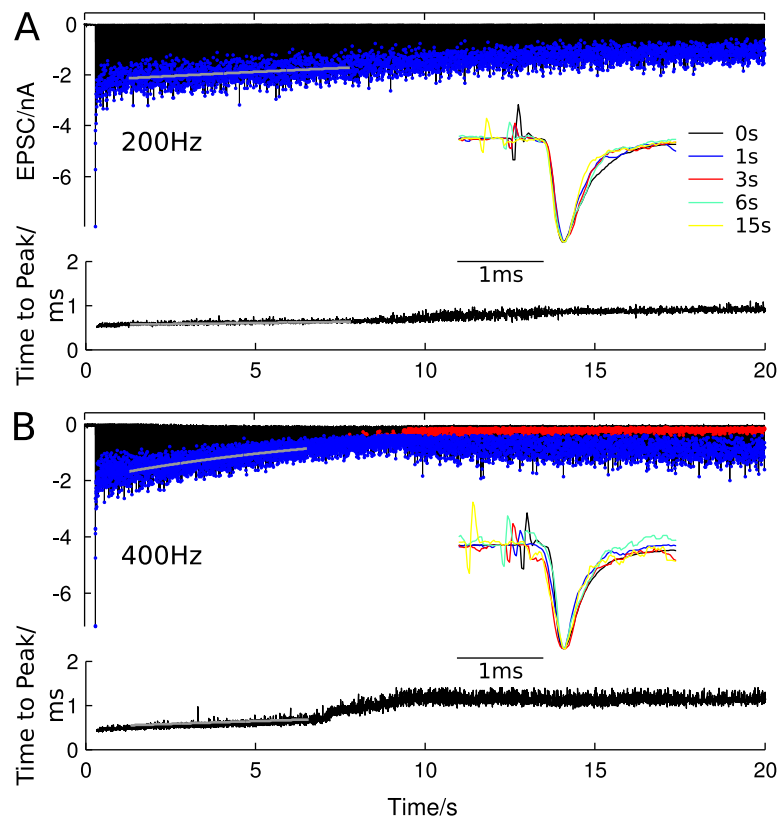 A
0
-2
-4
-6
EPSC/nA
200Hz
0s
1s
3s
6s
15s
1ms
2
1
0
Time to Peak/
ms
0 5 10 15 20
B
0
-2
-4
-6
400Hz
1ms
2
1
0
Time to Peak/
ms
0 5 10 15 20
Time/s